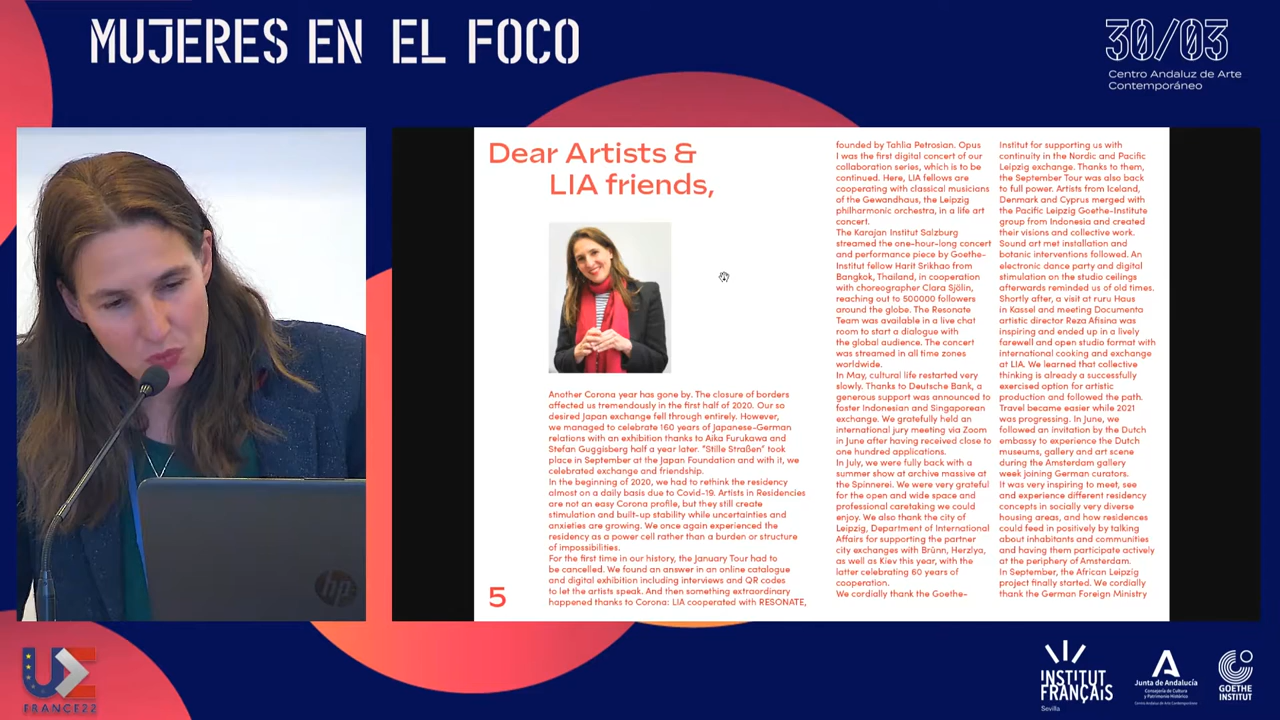 MUJERES EN EL FOCO
30/03
Centro Andaluz de Arte
Contemporáneo
Dear Artists &
LIA friends,
Another Corona year has gone by. The closure of borders
affected us tremendously in the first half of 2020. Our so
desired Japan exchange fell through entirely. However,
we managed to celebrate 160 years of Japanese-German
relations with an exhibition thanks to Aika Furukawa and
Stefan Guggisberg half a year later. "Stille Straßen" took
place in September at the Japan Foundation and with it, we
celebrated exchange and friendship.
In the beginning of 2020, we had to rethink the residency
almost on a daily basis due to Covid-19. Artists in Residencies
are not an easy Corona profile, but they still create
stimulation and built-up stability while uncertainties and
anxieties are growing. We once again experienced the
residency as a power cell rather than a burden or structure
of impossibilities.
For the first time in our history, the January Tour had to
be cancelled. We found an answer in an online catalogue
and digital exhibition including interviews and QR codes
to let the artists speak. And then something extraordinary
happened thanks to Corona: LIA cooperated with RESONATE,
5
founded by Tahlia Petrosian. Opus
I was the first digital concert of our
collaboration series, which is to be
continued. Here, LIA fellows are
cooperating with classical musicians
of the Gewandhaus, the Leipzig
philharmonic orchestra, in a life art
concert.
The Karajan Institut Salzburg
streamed the one-hour-long concert
and performance piece by Goethe-
Institut fellow Harit Srikhao from
Bangkok, Thailand, in cooperation
with choreographer Clara Sjölin,
reaching out to 500000 followers
around the globe. The Resonate
Team was available in a live chat
room to start a dialogue with
the global audience. The concert
was streamed in all time zones
worldwide.
In May, cultural life restarted very
slowly. Thanks to Deutsche Bank, a
generous support was announced to
foster Indonesian and Singaporean
exchange. We gratefully held an
international jury meeting via Zoom
in June after having received close to
one hundred applications.
In July, we were fully back with a
summer show at archive massive at
the Spinnerei. We were very grateful
for the open and wide space and
professional caretaking we could
enjoy. We also thank the city of
Leipzig, Department of International
Affairs for supporting the partner
city exchanges with Brünn, Herzlya,
as well as Kiev this year, with the
latter celebrating 60 years of
cooperation.
We cordially thank the Goethe-
Institut for supporting us with
continuity in the Nordic and Pacific
Leipzig exchange. Thanks to them,
the September Tour was also back
to full power. Artists from Iceland,
Denmark and Cyprus merged with
the Pacific Leipzig Goethe-Institute
group from Indonesia and created
their visions and collective work.
Sound art met installation and
botanic interventions followed. An
electronic dance party and digital
stimulation on the studio ceilings
afterwards reminded us of old times.
Shortly after, a visit at ruru Haus
in Kassel and meeting Documenta
artistic director Reza Afisina was
inspiring and ended up in a lively
farewell and open studio format with
international cooking and exchange
at LIA. We learned that collective
thinking is already a successfully
exercised option for artistic
production and followed the path.
Travel became easier while 2021
was progressing. In June, we
followed an invitation by the Dutch
embassy to experience the Dutch
museums, gallery and art scene
during the Amsterdam gallery
week joining German curators.
It was very inspiring to meet, see
and experience different residency
concepts in socially very diverse
housing areas, and how residences
could feed in positively by talking
about inhabitants and communities
and having them participate actively
at the periphery of Amsterdam.
In September, the African Leipzig
project finally started. We cordially
thank the German Foreign Ministry
UE
FRANCE22
INSTITUT
FRANÇAIS
Sevilla
Junta de Andalucía
Consejería de Cultura
y Patrimonio Histórico
Centro Andaluz de Arte Contemporáneo
GOETHE
INSTITUT